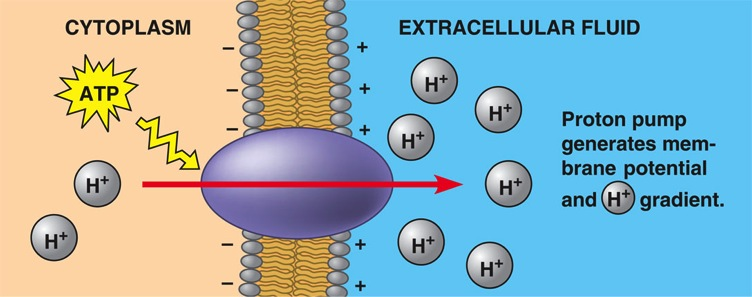 CYTOPLASM
EXTRACELLULAR FLUID
ATP
– +
– +
– +
– +
– +
H+
H+
H+
H+
H+
H+
H+
H+
Proton pump
generates mem-
brane potential
and H+ gradient.